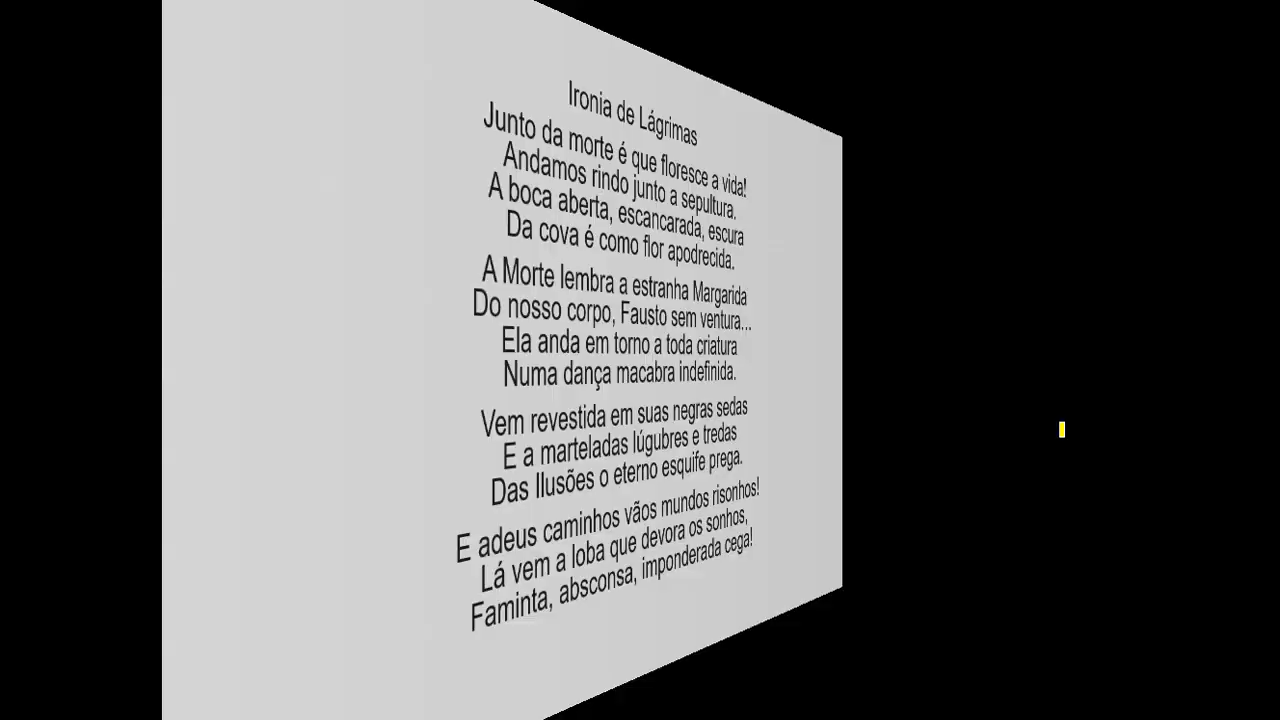 Ironia de Lágrimas
Junto da morte é que floresce a vida!
Andamos rindo junto a sepultura.
A boca aberta, escancarada, escura
Da cova é como flor apodrecida.
A Morte lembra a estranha Margarida
Do nosso corpo, Fausto sem ventura...
Ela anda em torno a toda criatura
Numa dança macabra indefinida.
Vem revestida em suas negras sedas
E a marteladas lúgubres e tredas
Das Ilusões o eterno esquife prega.
E adeus caminhos vãos mundos risonhos!
Lá vem a loba que devora os sonhos,
Faminta, absconsa, imponderada cega!